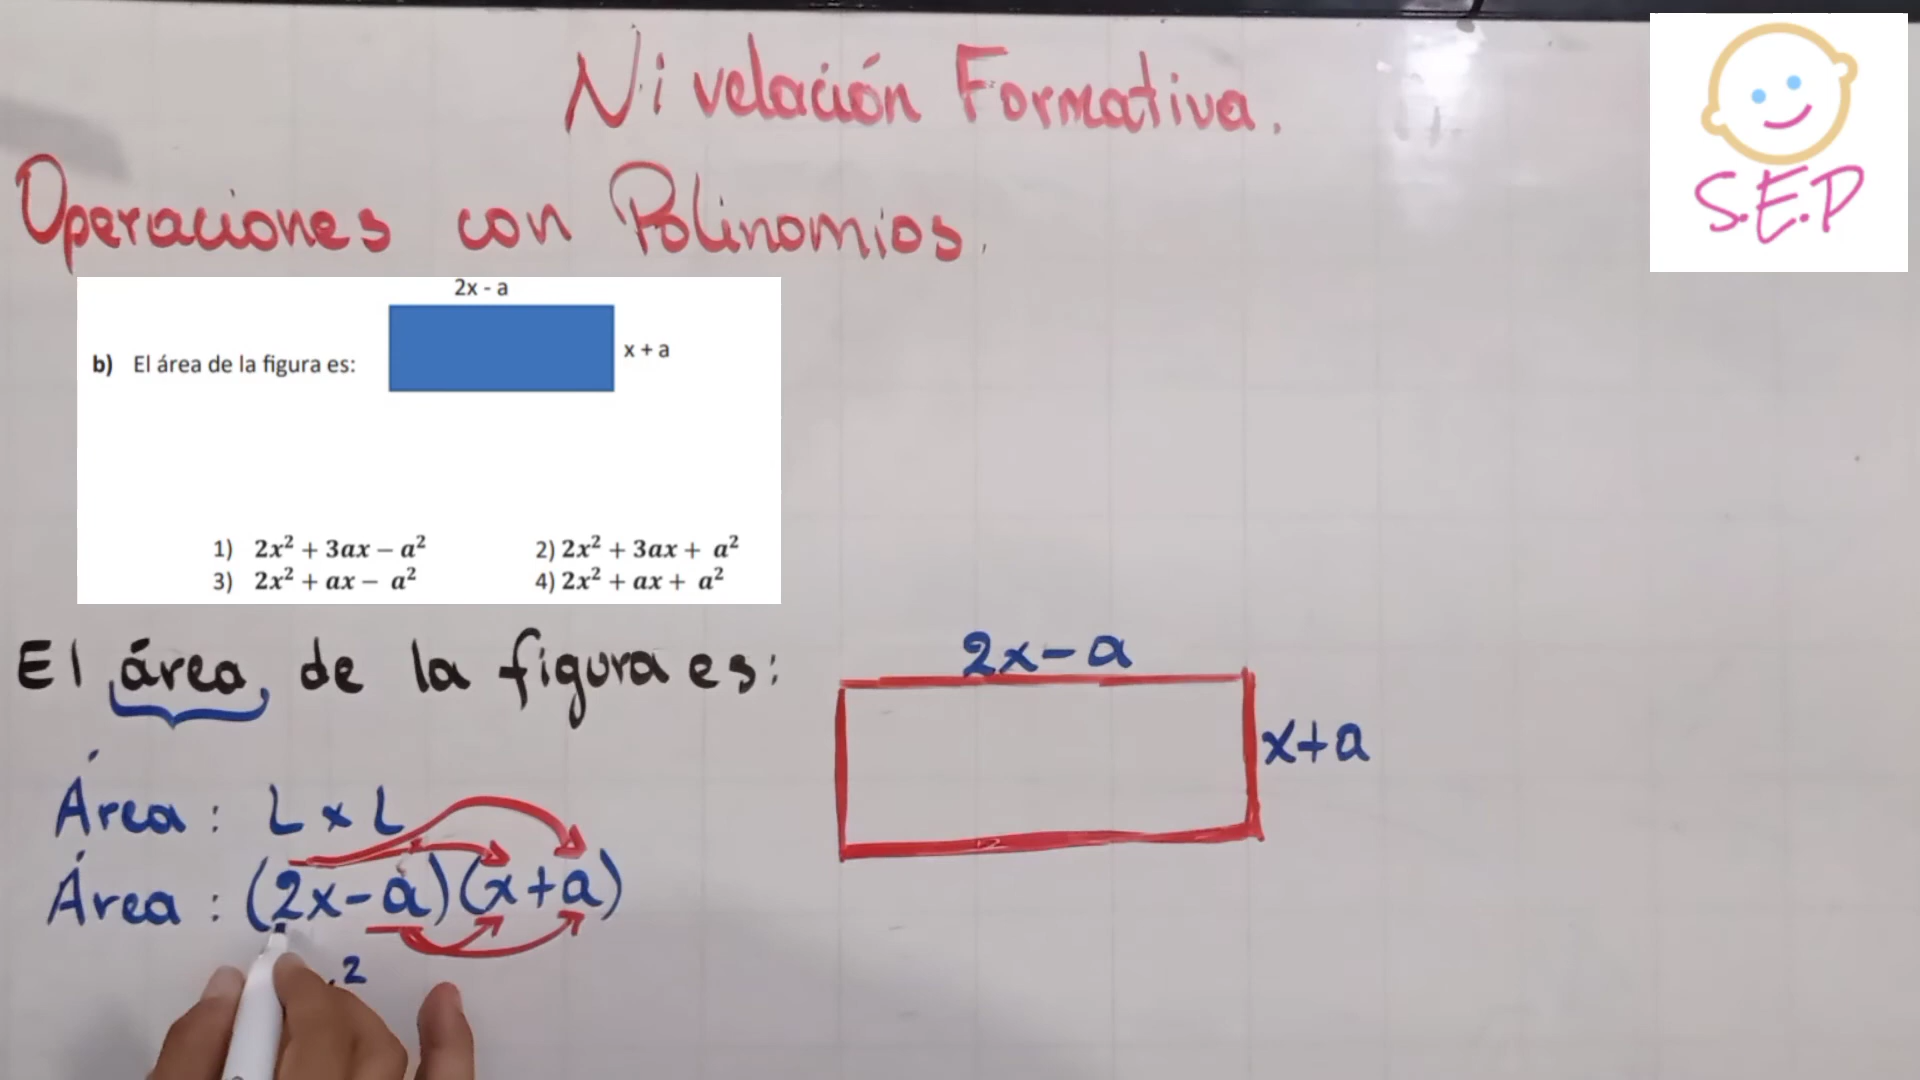 Nivelación Formativa.
S.E.P
Operaciones con Polinomios.
2x - a
b) El área de la figura es:
x + a
1) 2x² + 3ax − a²
2) 2x² + 3ax + a²
3) 2x² + ax − a²
4) 2x² + ax + a²
El área de la figura es:
2x-a
x+a
Área: L x L
Área: (2x-a)(x+a)
2